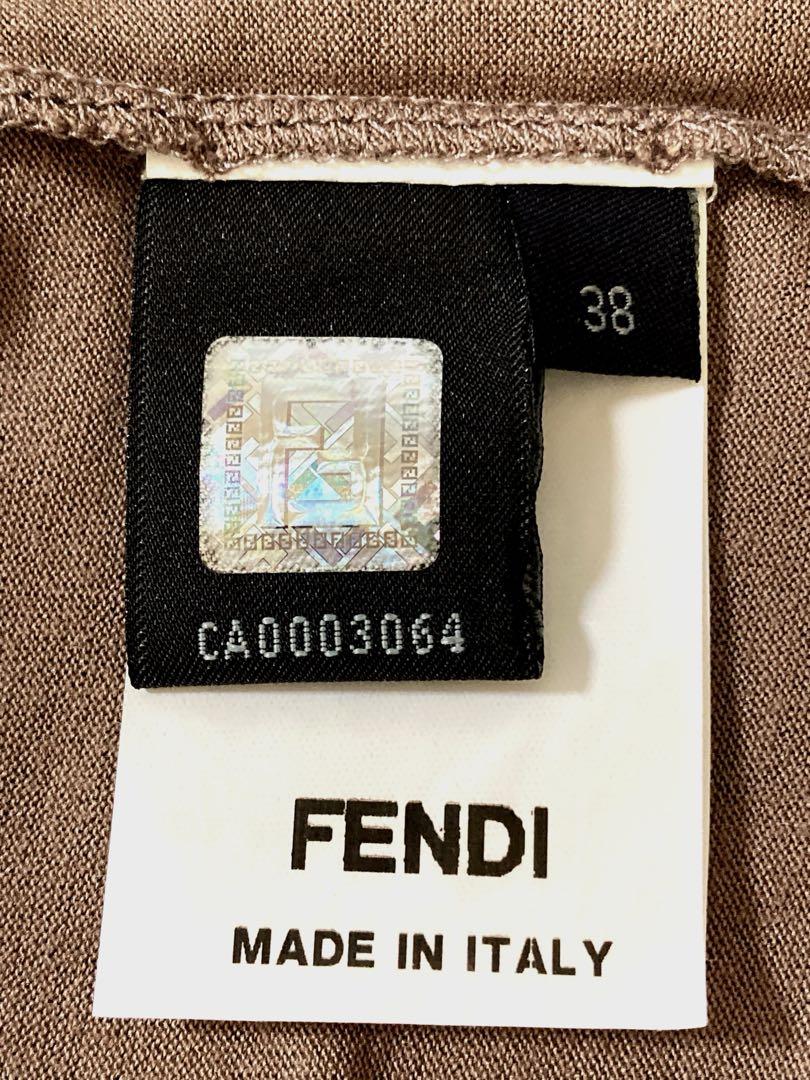 38
CA0003064
FENDI
MADE IN ITALY